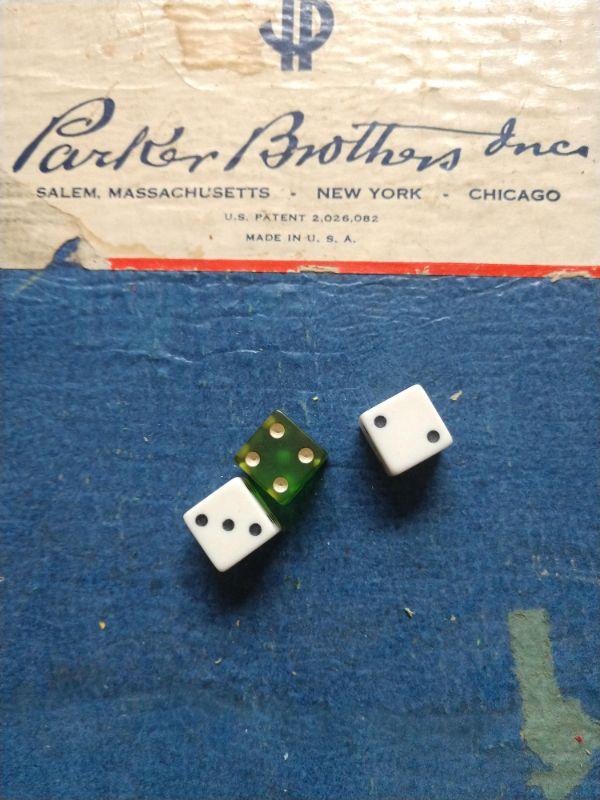 Parker Brothers Inc.
SALEM, MASSACHUSETTS - NEW YORK - CHICAGO
U.S. PATENT 2,026,082
MADE IN U. S. A.